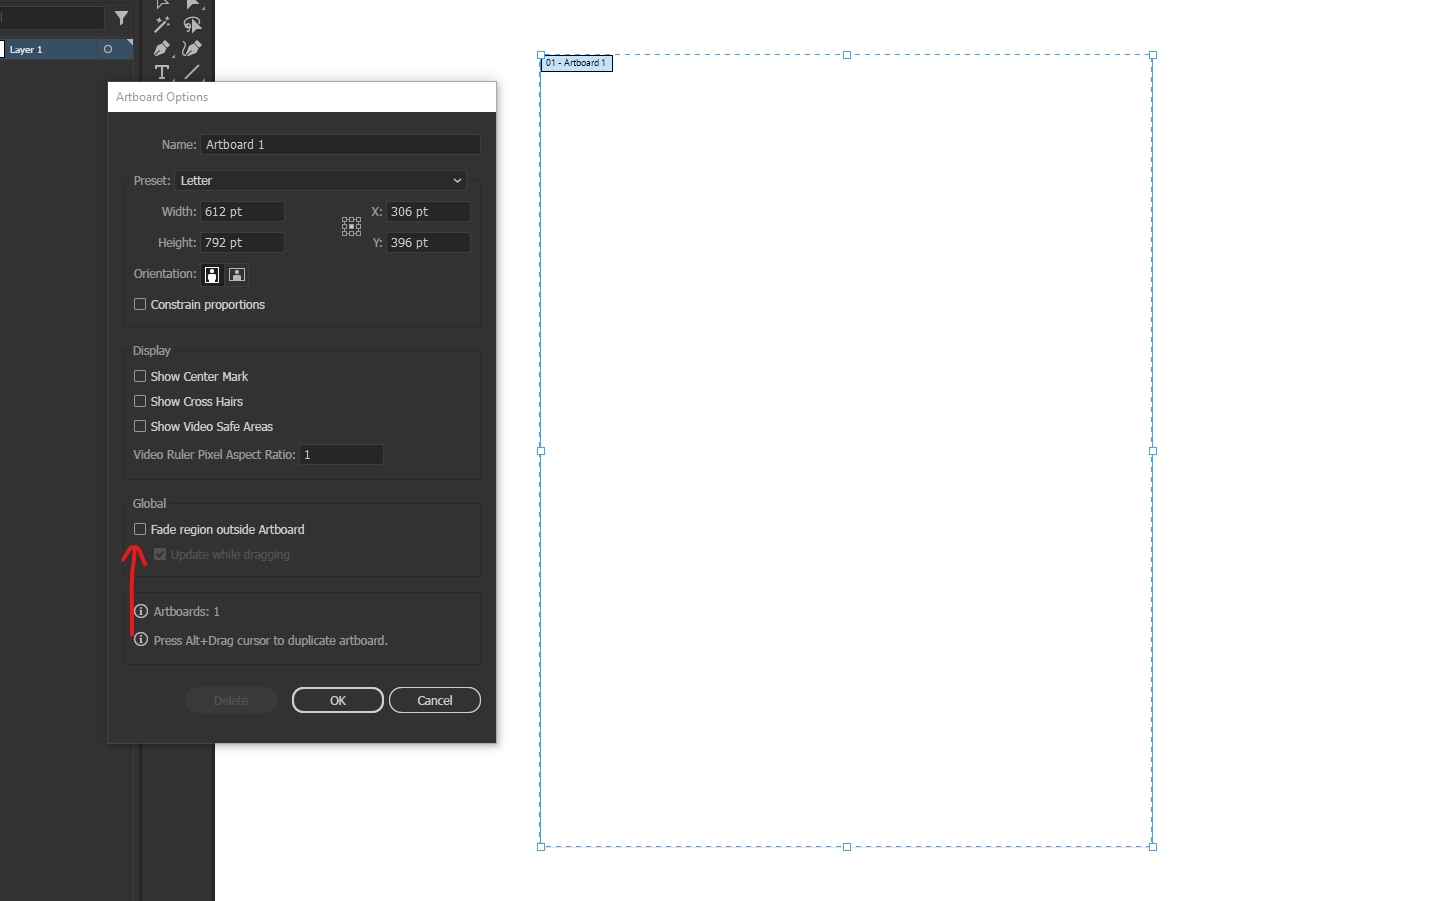 Layer 1
01 - Artboard 1
Artboard Options
Name: Artboard 1
Preset: Letter
Width: 612 pt X: 306 pt
Height: 792 pt Y: 396 pt
Orientation:
Constrain proportions
Display
Show Center Mark
Show Cross Hairs
Show Video Safe Areas
Video Ruler Pixel Aspect Ratio: 1
Global
Fade region outside Artboard
Update while dragging
Artboards: 1
Press Alt+Drag cursor to duplicate artboard.
Delete OK Cancel